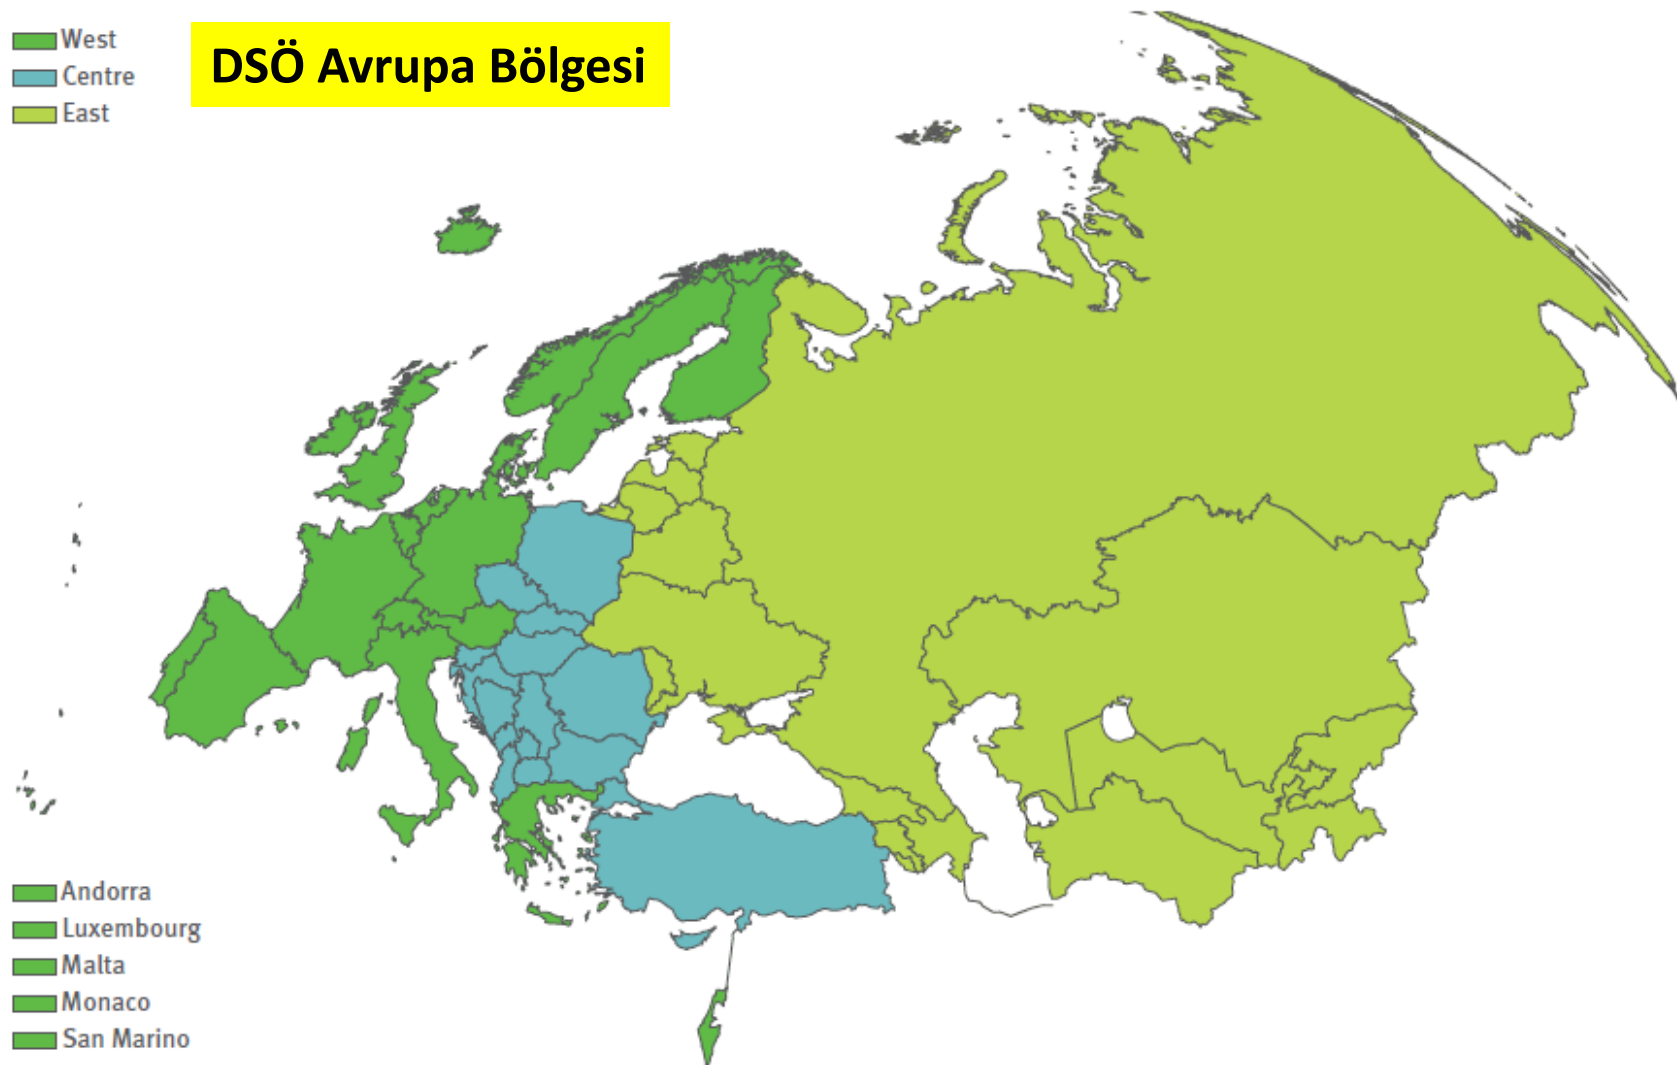 West
Centre
East
DSÖ Avrupa Bölgesi
Andorra
Luxembourg
Malta
Monaco
San Marino